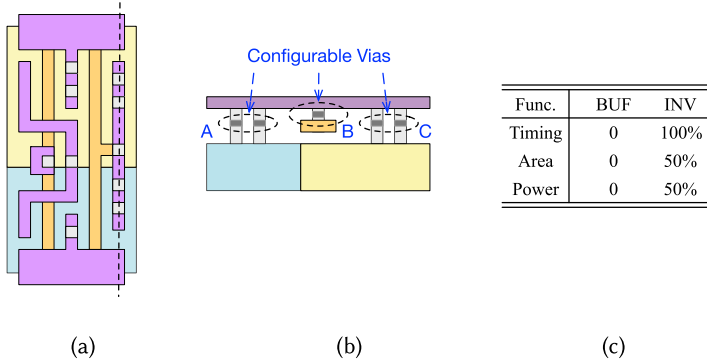 Configurable Vias
A
B
C
Func. BUF INV
Timing 0 100%
Area 0 50%
Power 0 50%
(a)
(b)
(c)